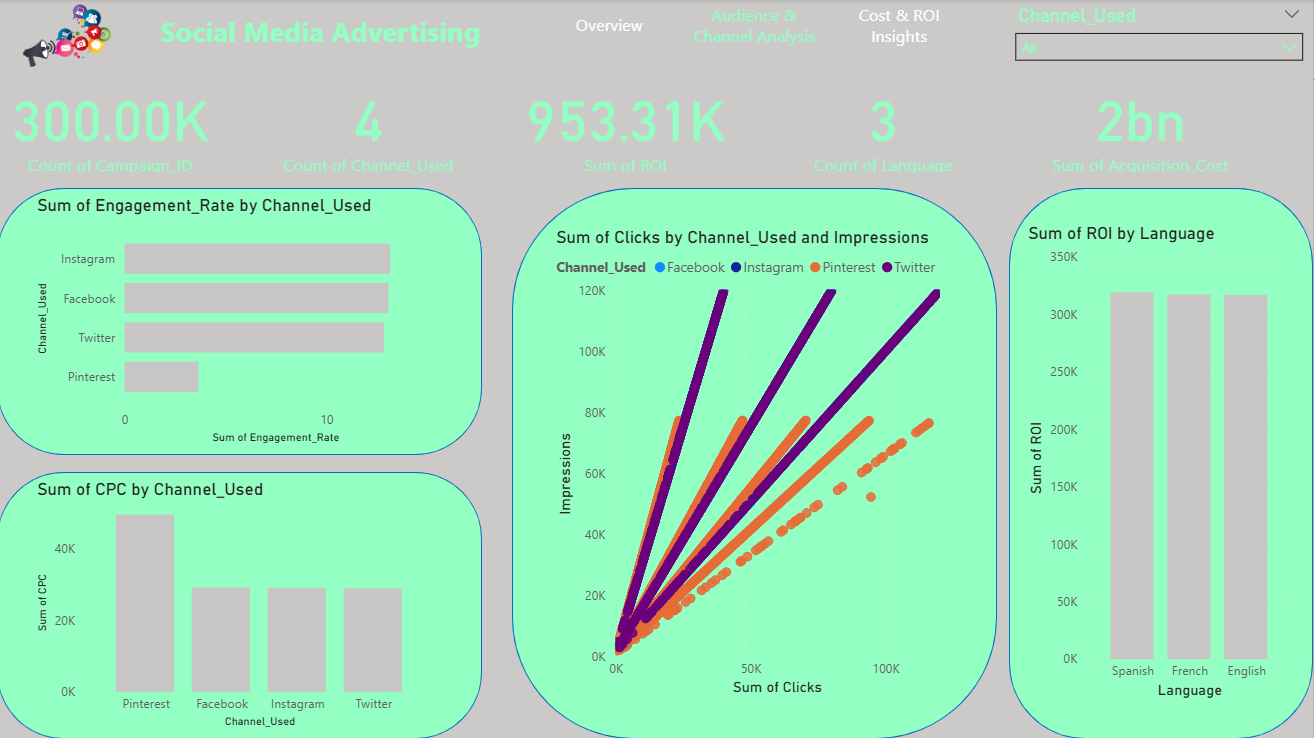 Social Media Advertising
Overview
Audience &
Channel Analysis
Cost & ROI
Insights
Channel_Used
All
300.00K
Count of Campaign_ID
4
Count of Channel_Used
953.31K
Sum of ROI
3
Count of Language
2bn
Sum of Acquisition_Cost
Sum of Engagement_Rate by Channel_Used
Channel_Used
Instagram
Facebook
Twitter
Pinterest
0
10
Sum of Engagement_Rate
Sum of CPC by Channel_Used
Sum of CPC
40K
20K
0K
Pinterest
Facebook
Instagram
Twitter
Channel_Used
Sum of Clicks by Channel_Used and Impressions
Channel_Used Facebook Instagram Pinterest Twitter
Impressions
120K
100K
80K
60K
40K
20K
0K
0K
50K
100K
Sum of Clicks
Sum of ROI by Language
Sum of ROI
350K
300K
250K
200K
150K
100K
50K
0K
Spanish
French
English
Language